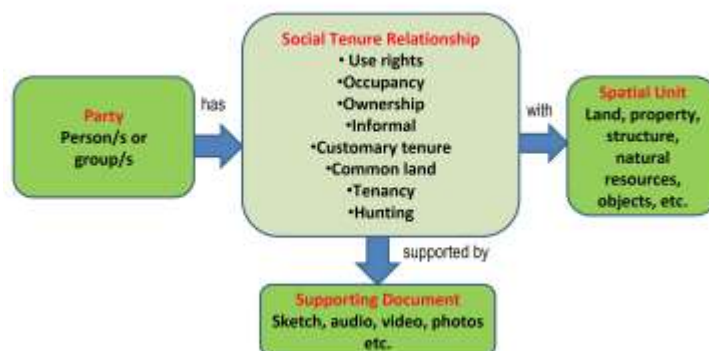 Party
Person/s or
group/s
has
Social Tenure Relationship
• Use rights
•Occupancy
•Ownership
•Informal
•Customary tenure
•Common land
•Tenancy
•Hunting
with
Spatial Unit
Land, property,
structure,
natural
resources,
objects, etc.
supported by
Supporting Document
Sketch, audio, video, photos
etc.